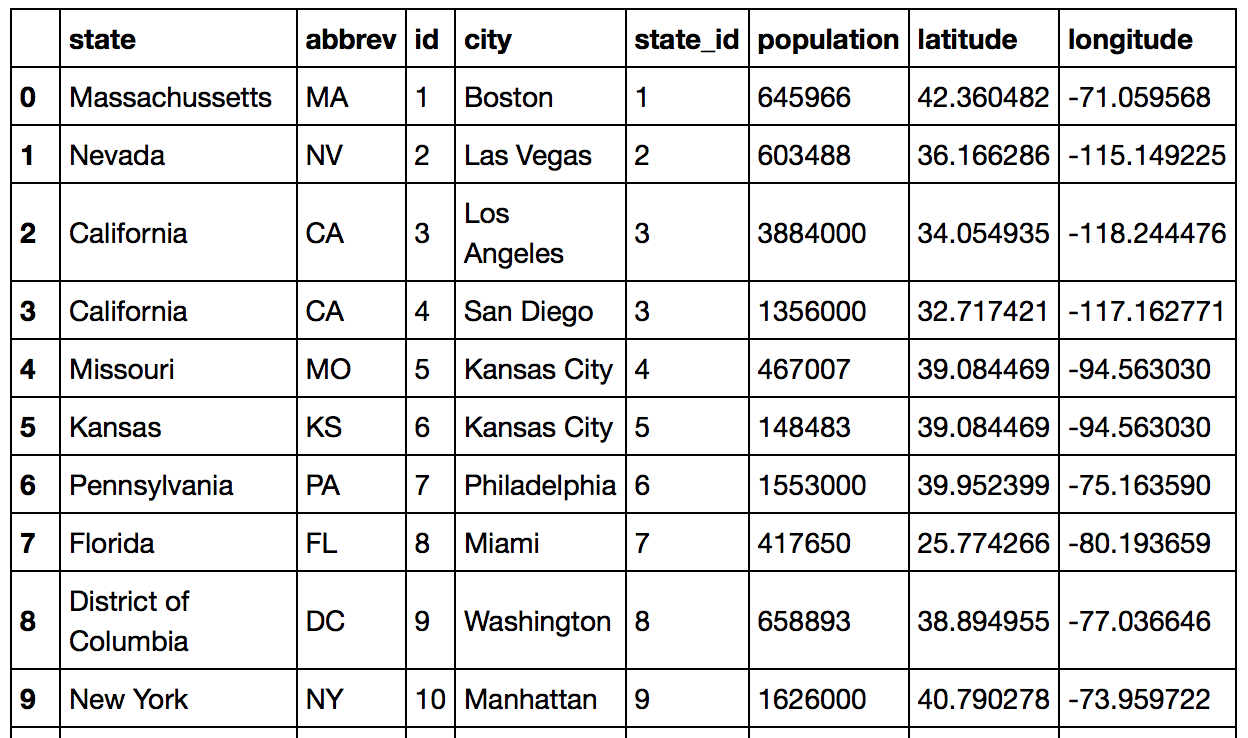 state abbrev id city state_id population latitude longitude
0 Massachussetts MA 1 Boston 1 645966 42.360482 -71.059568
1 Nevada NV 2 Las Vegas 2 603488 36.166286 -115.149225
2 California CA 3 Los Angeles 3 3884000 34.054935 -118.244476
3 California CA 4 San Diego 3 1356000 32.717421 -117.162771
4 Missouri MO 5 Kansas City 4 467007 39.084469 -94.563030
5 Kansas KS 6 Kansas City 5 148483 39.084469 -94.563030
6 Pennsylvania PA 7 Philadelphia 6 1553000 39.952399 -75.163590
7 Florida FL 8 Miami 7 417650 25.774266 -80.193659
8 District of Columbia DC 9 Washington 8 658893 38.894955 -77.036646
9 New York NY 10 Manhattan 9 1626000 40.790278 -73.959722